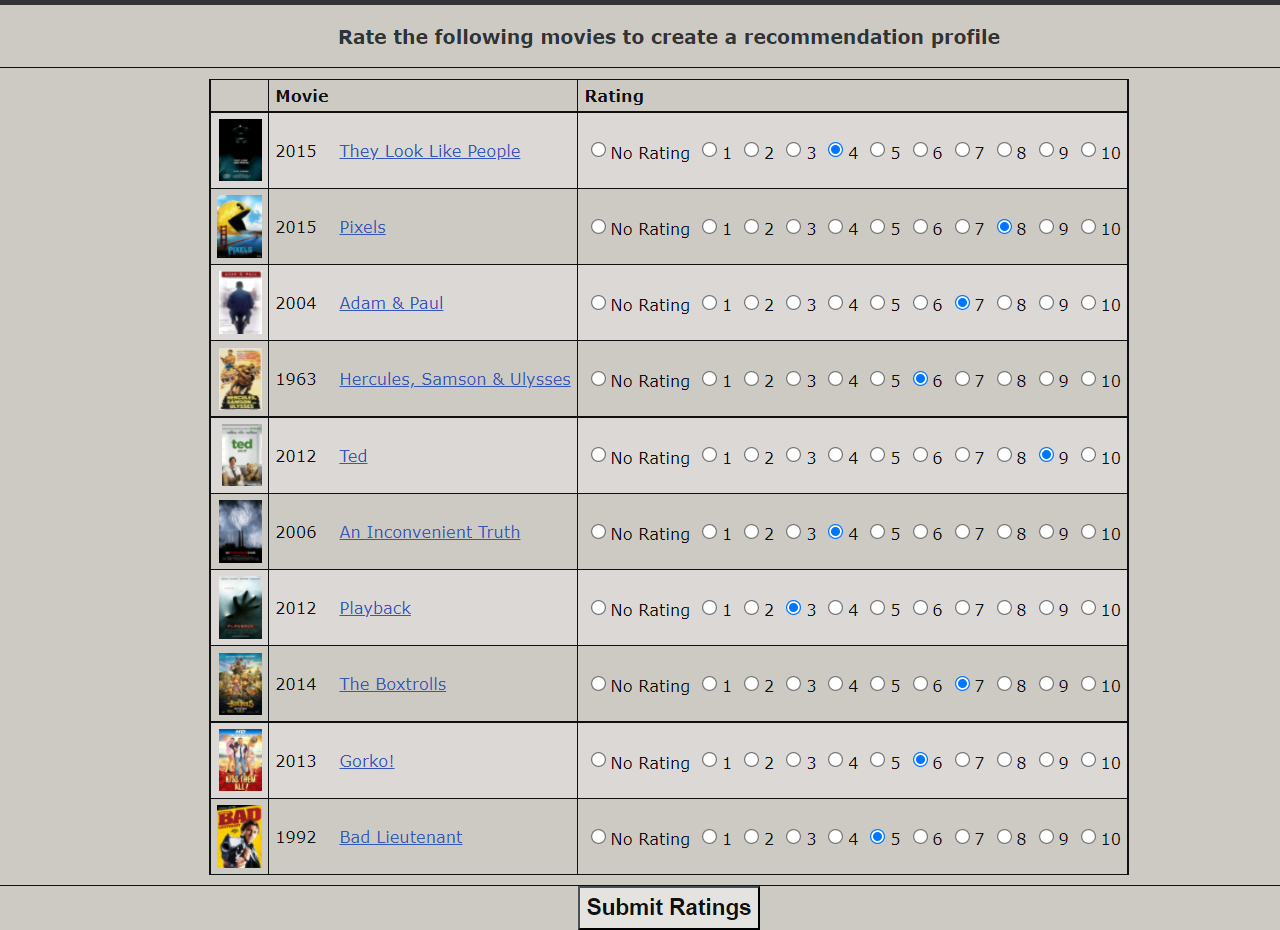 Rate the following movies to create a recommendation profile
Movie Rating
2015 They Look Like People No Rating 1 2 3 4 5 6 7 8 9 10
2015 Pixels No Rating 1 2 3 4 5 6 7 8 9 10
PIXELS
2004 Adam & Paul No Rating 1 2 3 4 5 6 7 8 9 10
1963 Hercules, Samson & Ulysses No Rating 1 2 3 4 5 6 7 8 9 10
2012 Ted No Rating 1 2 3 4 5 6 7 8 9 10
ted
2006 An Inconvenient Truth No Rating 1 2 3 4 5 6 7 8 9 10
2012 Playback No Rating 1 2 3 4 5 6 7 8 9 10
PLAYBACK
2014 The Boxtrolls No Rating 1 2 3 4 5 6 7 8 9 10
2013 Gorko! No Rating 1 2 3 4 5 6 7 8 9 10
KISS THEM
ALL!
1992 Bad Lieutenant No Rating 1 2 3 4 5 6 7 8 9 10
BAD
Submit Ratings